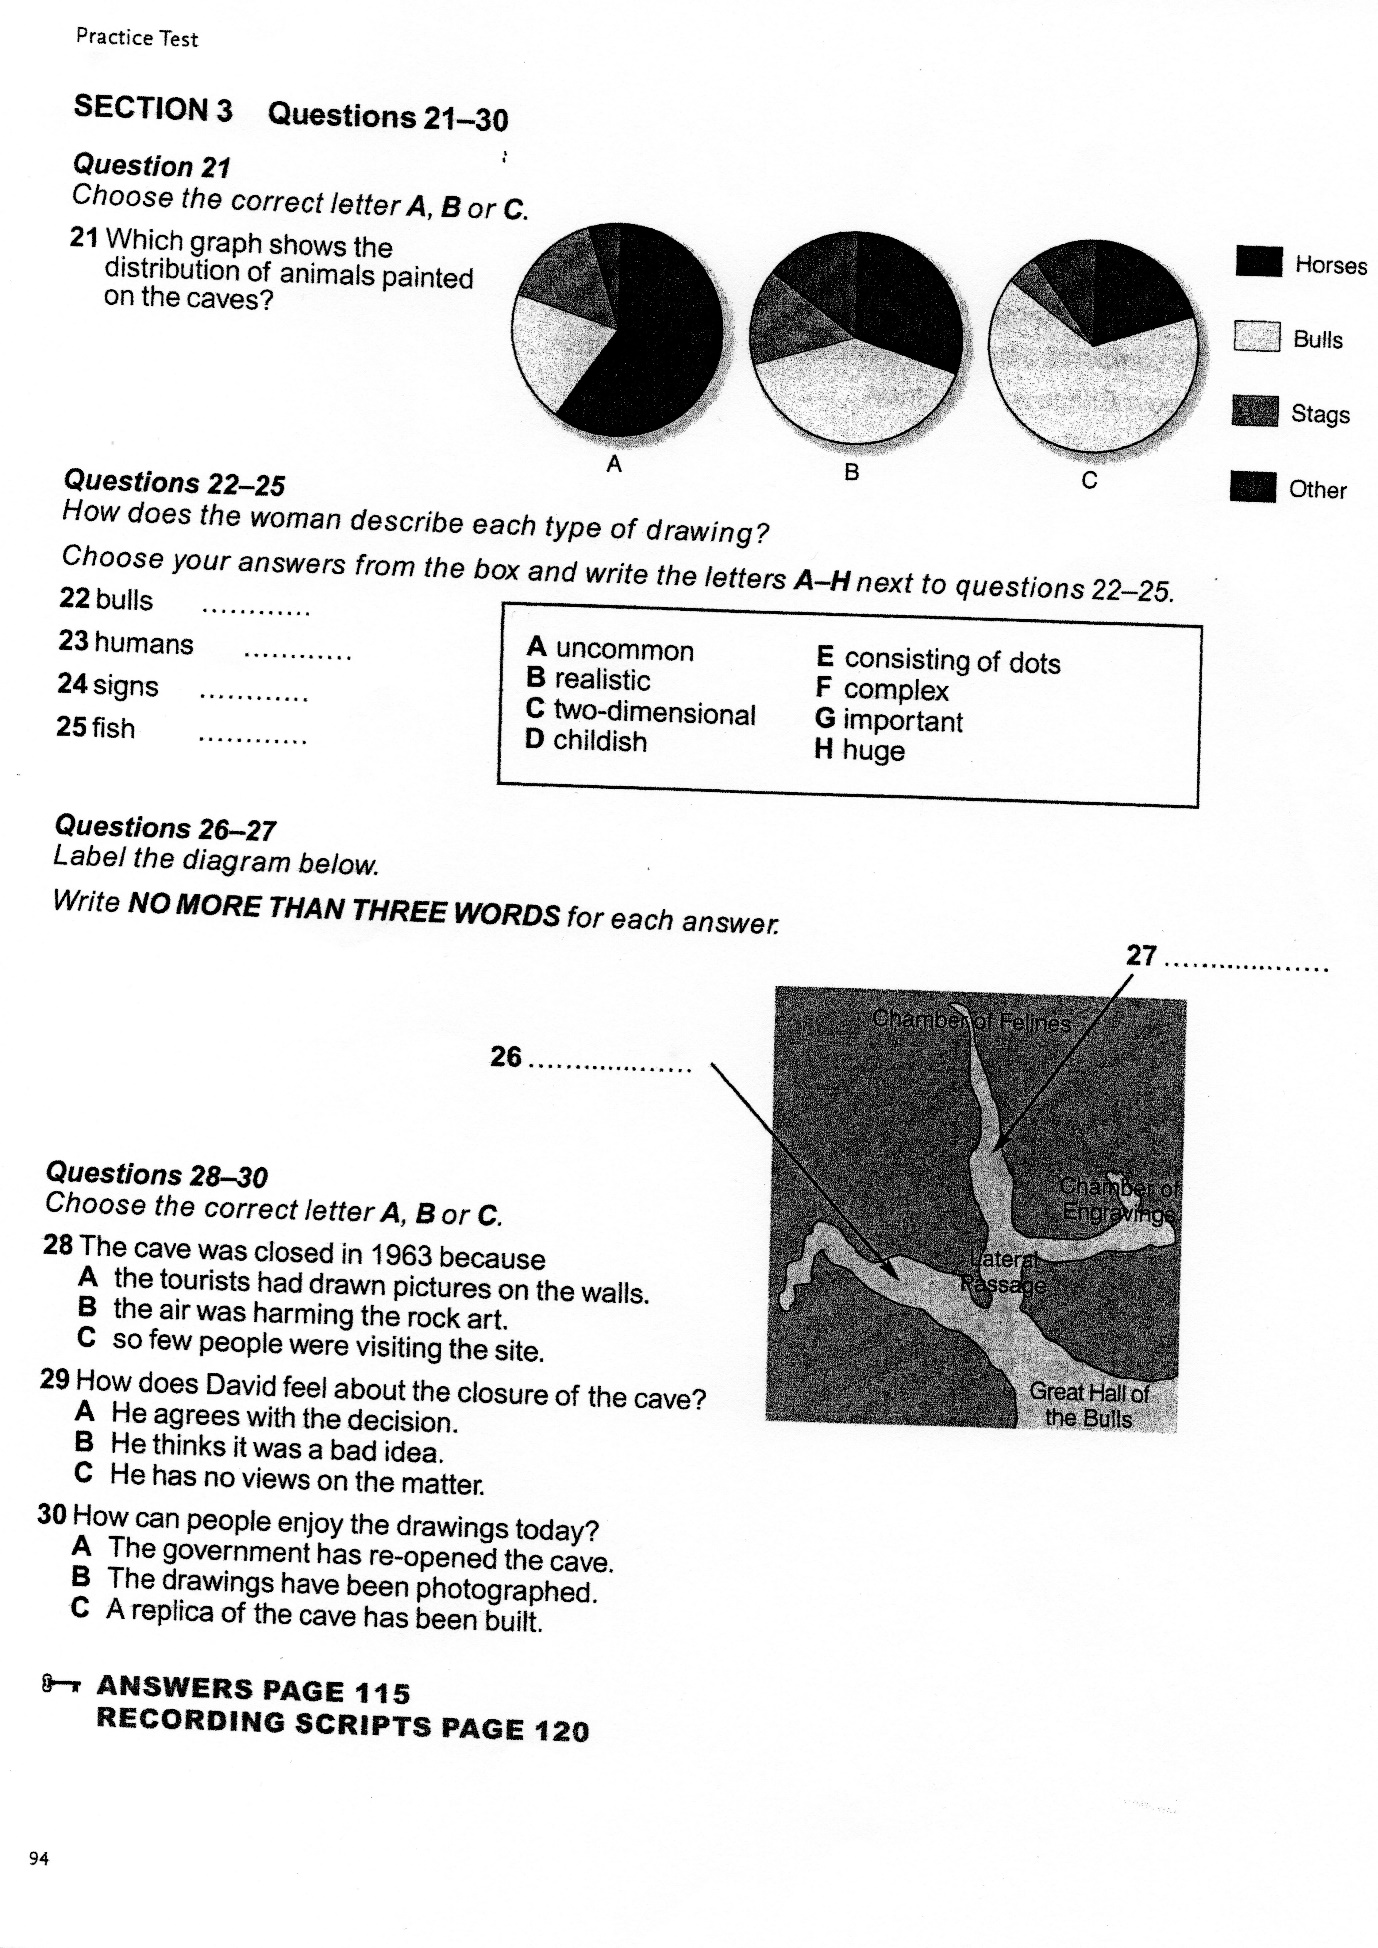 Practice Test
SECTION 3 Questions 21–30
Question 21
Choose the correct letter A, B or C.
21 Which graph shows the
distribution of animals painted
on the caves?
A
B
C
Horses
Bulls
Stags
Other
Questions 22–25
How does the woman describe each type of drawing?
Choose your answers from the box and write the letters A–H next to questions 22–25.
22 bulls ............
23 humans ............
24 signs ............
25 fish ............
A uncommon
B realistic
C two-dimensional
D childish
E consisting of dots
F complex
G important
H huge
Questions 26–27
Label the diagram below.
Write NO MORE THAN THREE WORDS for each answer.
27 ..................
26 ..................
Chamber of Felines
Chamber of
Engravings
Lateral
Passage
Great Hall of
the Bulls
Questions 28–30
Choose the correct letter A, B or C.
28 The cave was closed in 1963 because
A the tourists had drawn pictures on the walls.
B the air was harming the rock art.
C so few people were visiting the site.
29 How does David feel about the closure of the cave?
A He agrees with the decision.
B He thinks it was a bad idea.
C He has no views on the matter.
30 How can people enjoy the drawings today?
A The government has re-opened the cave.
B The drawings have been photographed.
C A replica of the cave has been built.
ANSWERS PAGE 115
RECORDING SCRIPTS PAGE 120
94